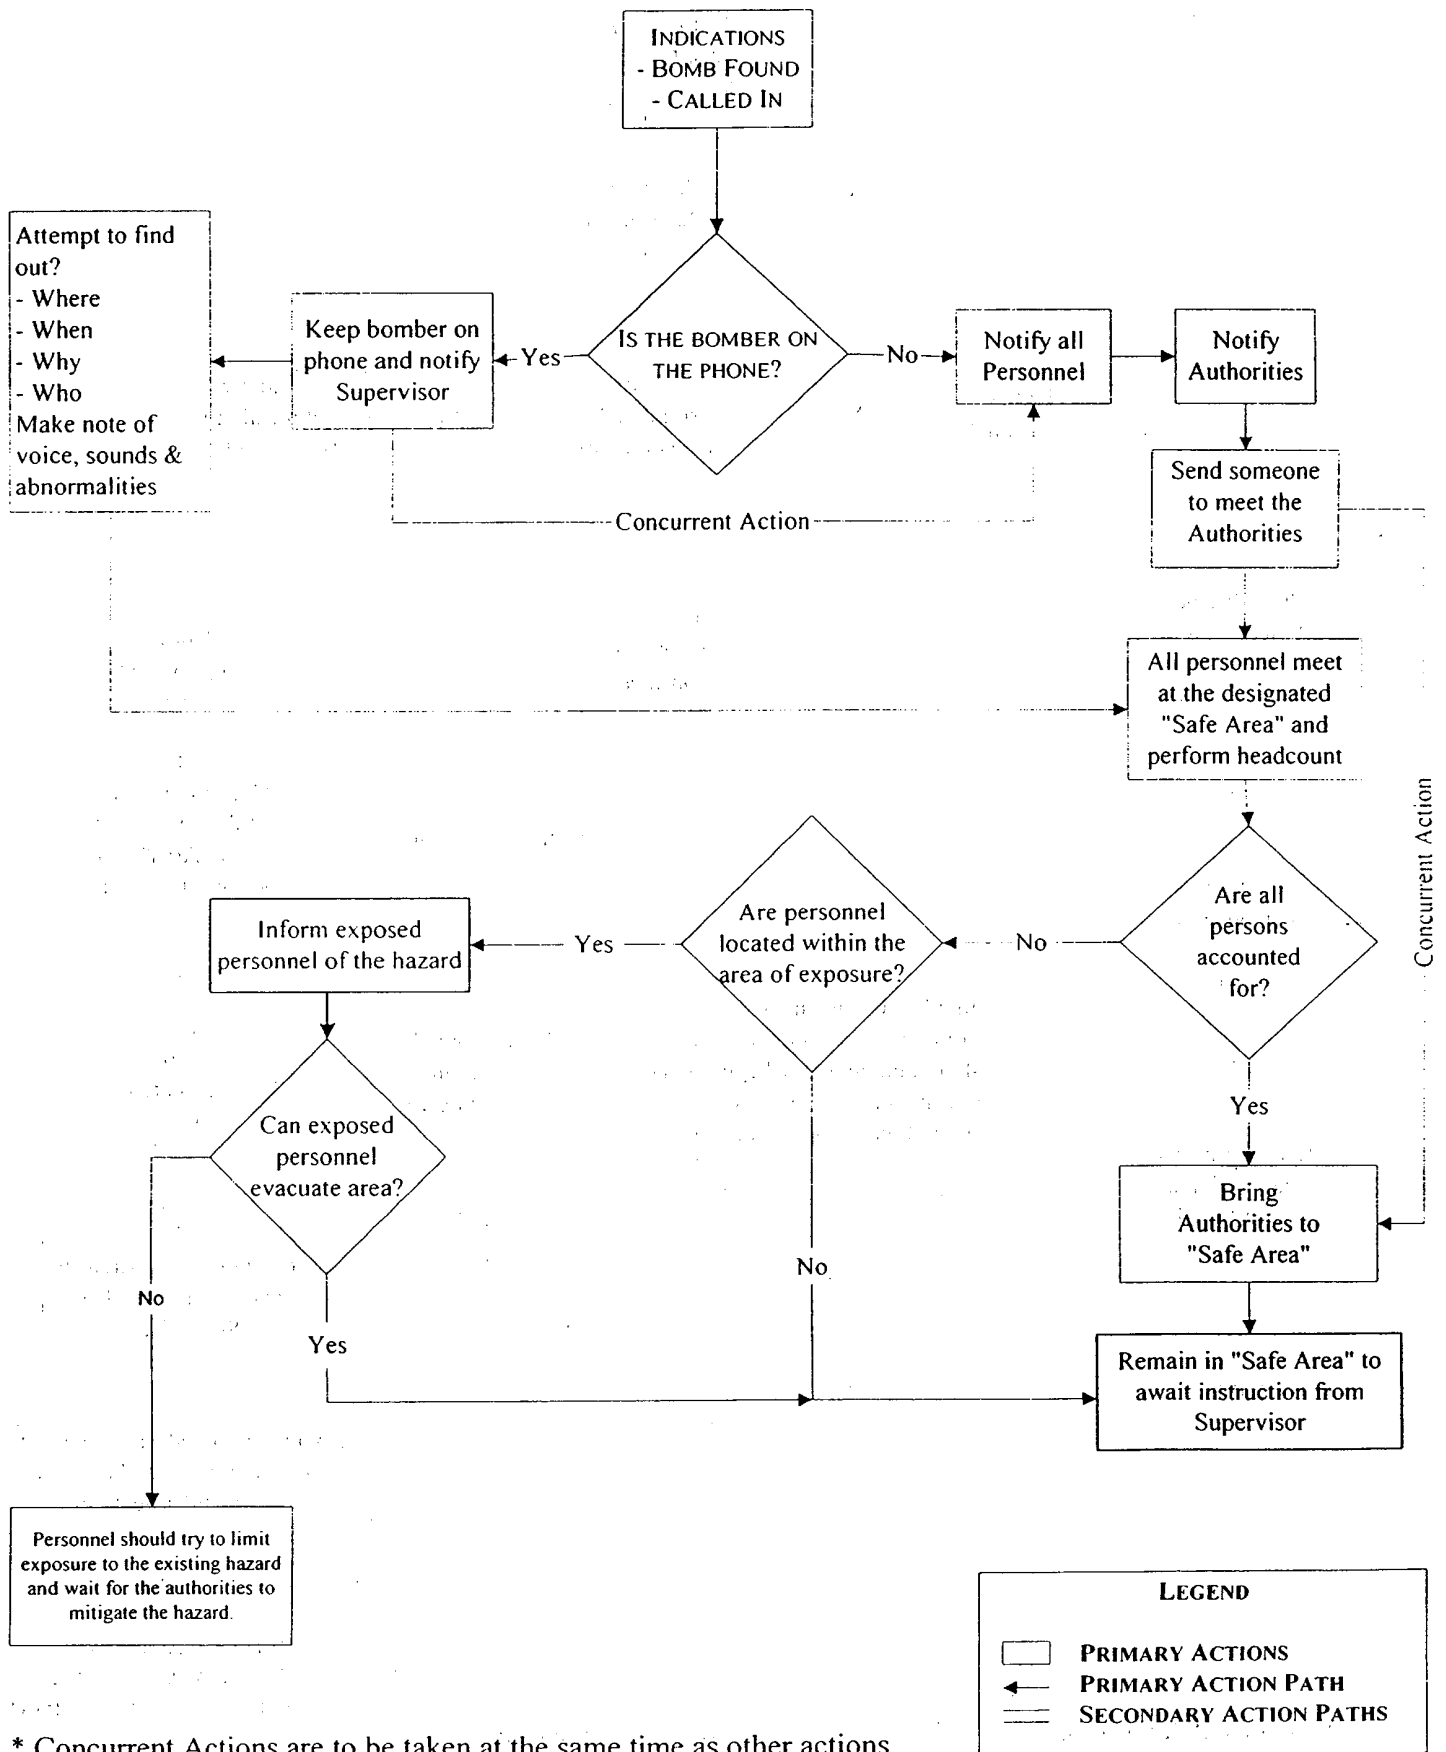 INDICATIONS
- BOMB FOUND
- CALLED IN
Attempt to find
out?
- Where
- When
- Why
- Who
Make note of
voice, sounds &
abnormalities
Keep bomber on
phone and notify
Supervisor
Yes
IS THE BOMBER ON
THE PHONE?
No
Notify all
Personnel
Notify
Authorities
Concurrent Action
Send someone
to meet the
Authorities
All personnel meet
at the designated
"Safe Area" and
perform headcount
Concurrent Action
Are all
persons
accounted
for?
No
Are personnel
located within the
area of exposure?
Yes
Inform exposed
personnel of the hazard
Can exposed
personnel
evacuate area?
Yes
Bring
Authorities to
"Safe Area"
No
No
Yes
Remain in "Safe Area" to
await instruction from
Supervisor
Personnel should try to limit
exposure to the existing hazard
and wait for the authorities to
mitigate the hazard.
LEGEND
PRIMARY ACTIONS
PRIMARY ACTION PATH
SECONDARY ACTION PATHS
* Concurrent Actions are to be taken at the same time as other actions